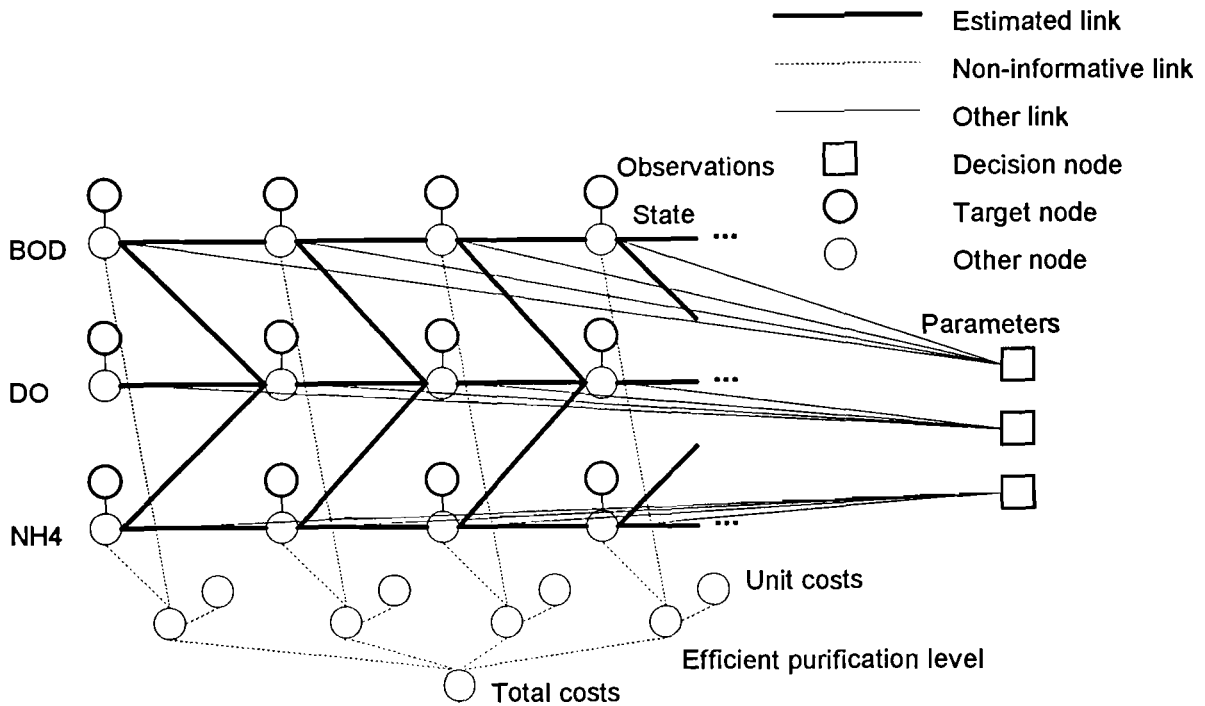 Estimated link
Non-informative link
Other link
Observations
Decision node
State
Target node
...
BOD
Other node
Parameters
...
DO
...
NH4
Unit costs
Efficient purification level
Total costs